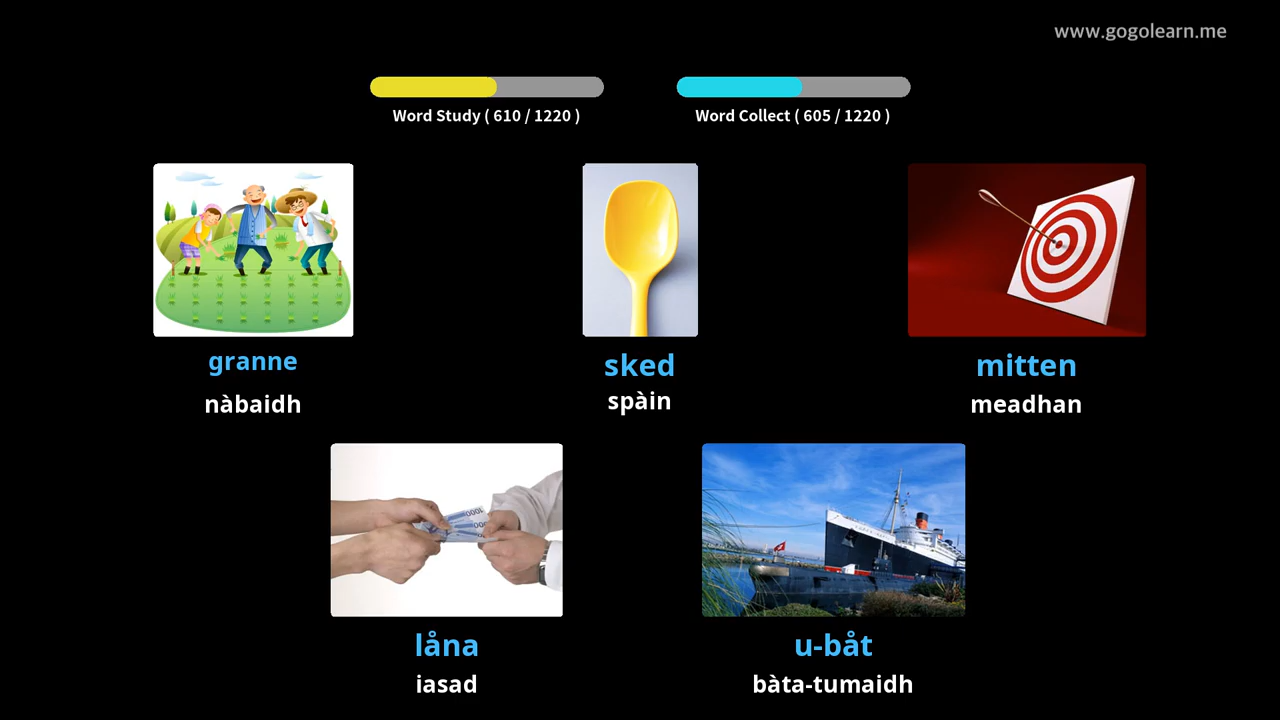 www.gogolearn.me
Word Study ( 610 / 1220 )
Word Collect ( 605 / 1220 )
granne
nàbaidh
sked
spàin
mitten
meadhan
låna
iasad
u-båt
bàta-tumaidh